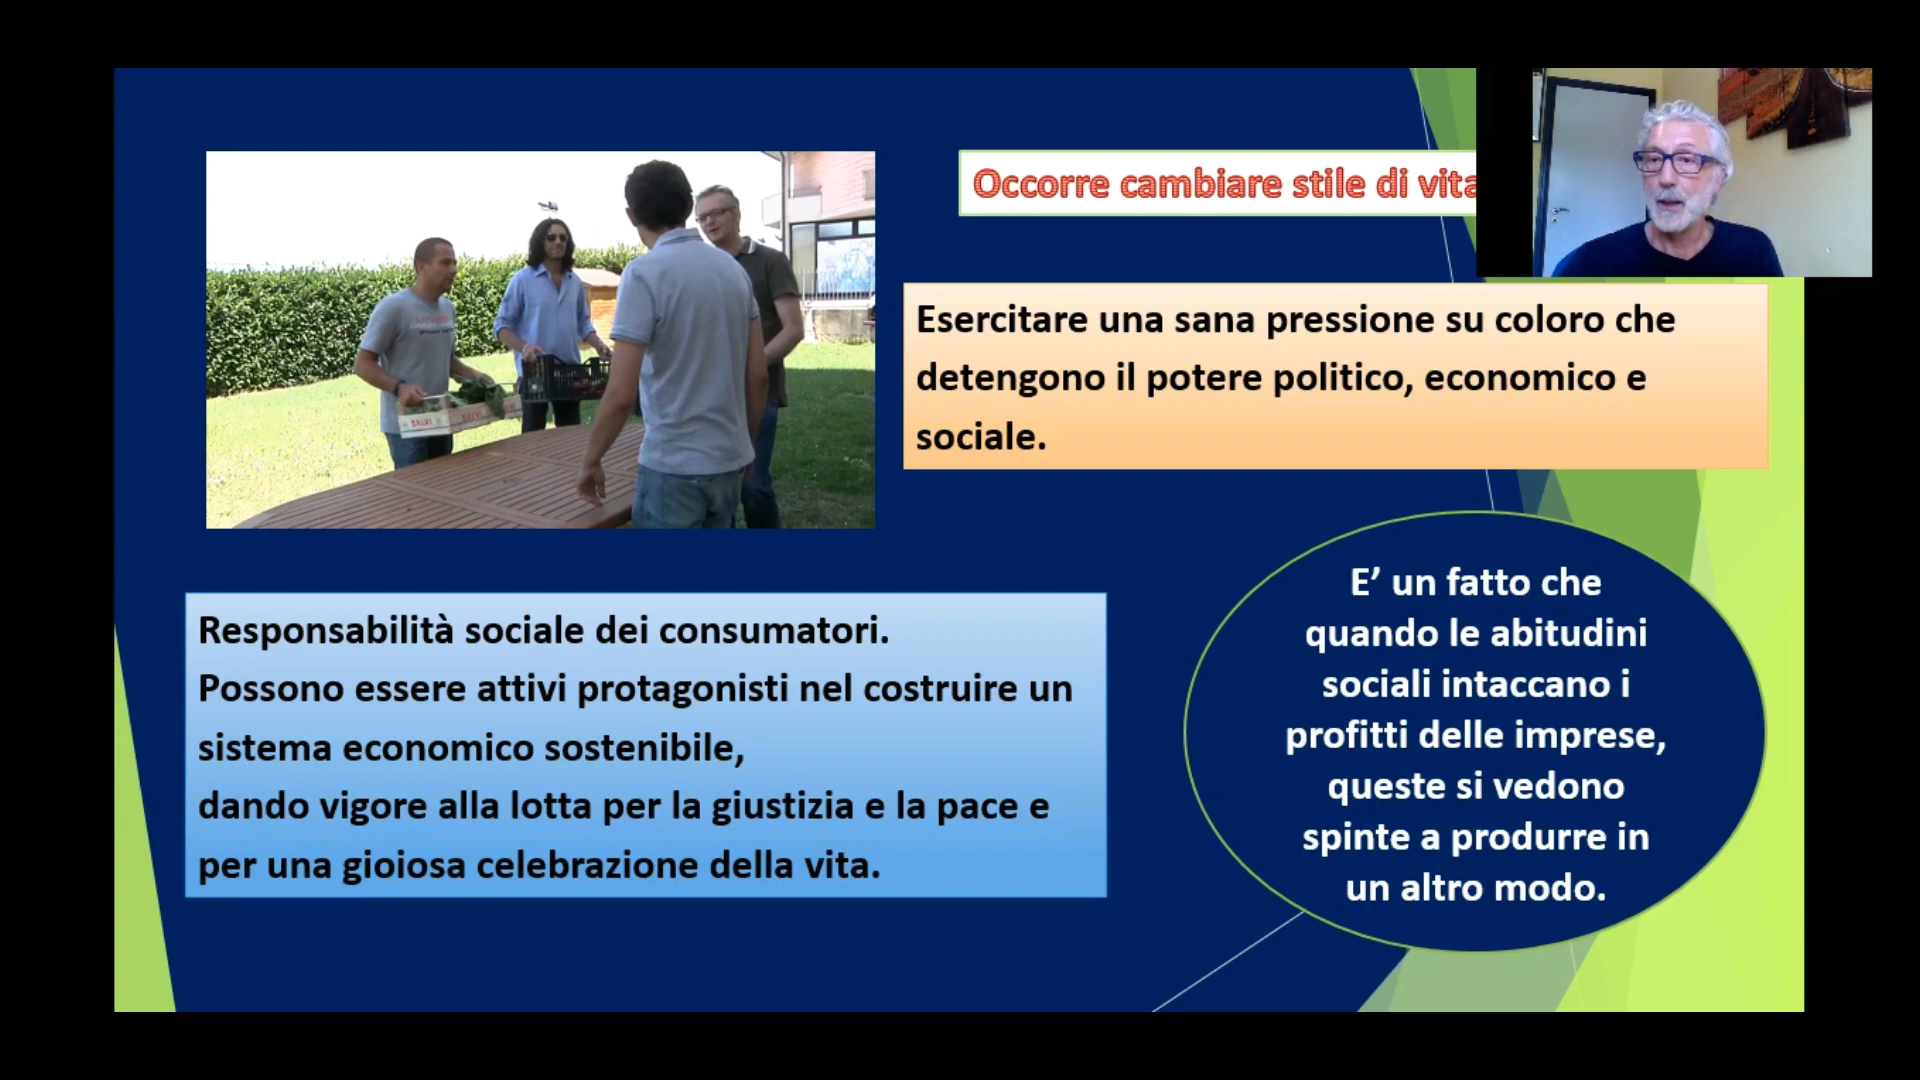 Occorre cambiare stile di vita
Esercitare una sana pressione su coloro che
detengono il potere politico, economico e
sociale.
SALVI
Responsabilità sociale dei consumatori.
Possono essere attivi protagonisti nel costruire un
sistema economico sostenibile,
dando vigore alla lotta per la giustizia e la pace e
per una gioiosa celebrazione della vita.
E’ un fatto che
quando le abitudini
sociali intaccano i
profitti delle imprese,
queste si vedono
spinte a produrre in
un altro modo.